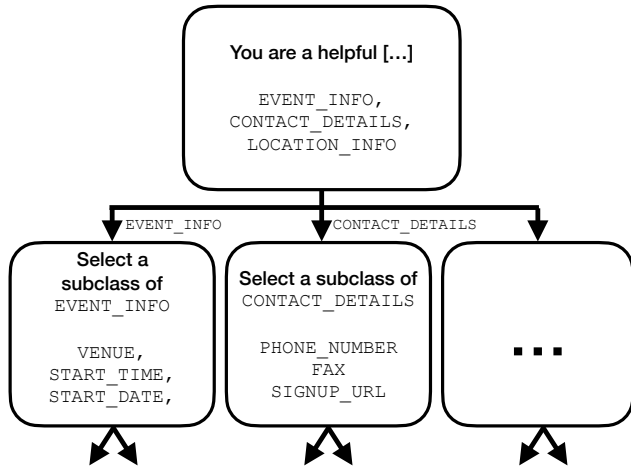 You are a helpful [...]
EVENT_INFO,
CONTACT_DETAILS,
LOCATION_INFO
EVENT_INFO
CONTACT_DETAILS
Select a
subclass of
EVENT_INFO
VENUE,
START_TIME,
START_DATE,
Select a subclass of
CONTACT_DETAILS
PHONE_NUMBER
FAX
SIGNUP_URL
...